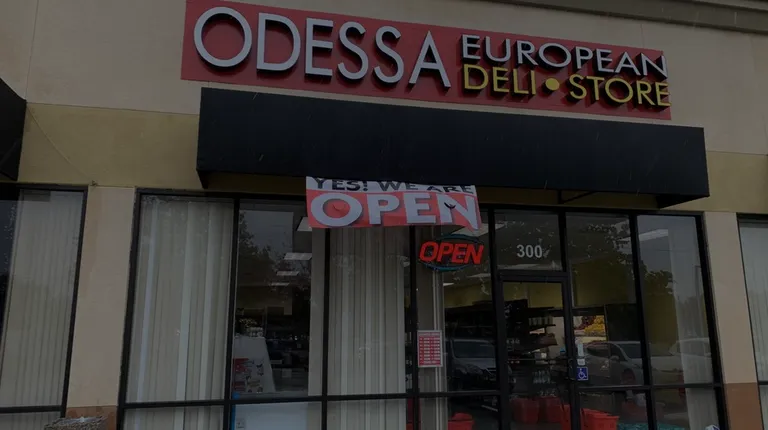 ODESSA
EUROPEAN
DELI • STORE
YES! WE ARE
OPEN
OPEN
300